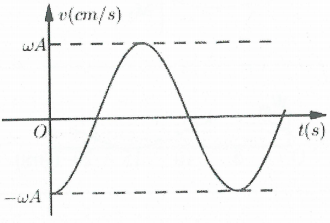 v(cm/s)
ωA
O
t(s)
−ωA